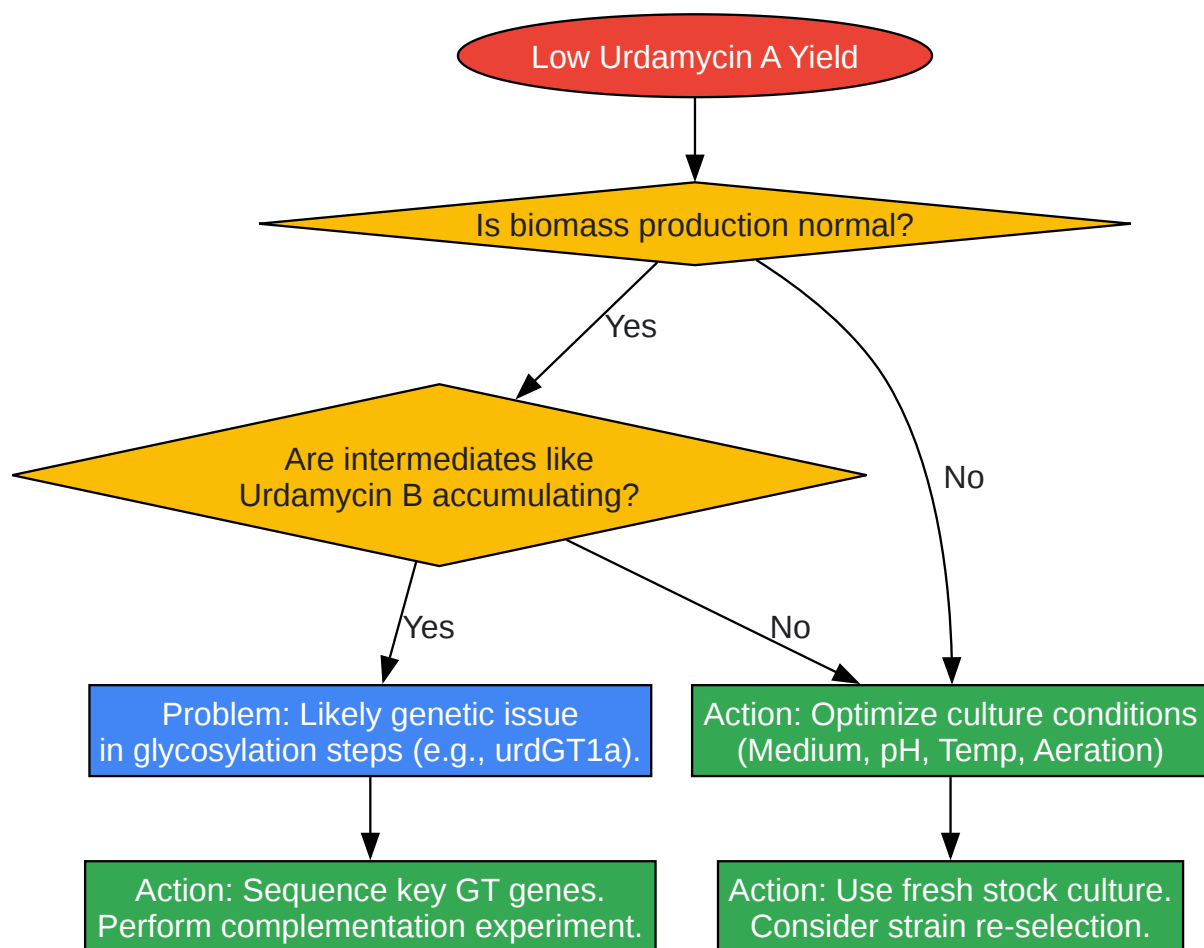 Low Urdamycin A Yield
Is biomass production normal?
Yes
No
Are intermediates like
Urdamycin B accumulating?
Yes
No
Problem: Likely genetic issue
in glycosylation steps (e.g., urdGT1a).
Action: Optimize culture conditions
(Medium, pH, Temp, Aeration)
Action: Sequence key GT genes.
Perform complementation experiment.
Action: Use fresh stock culture.
Consider strain re-selection.